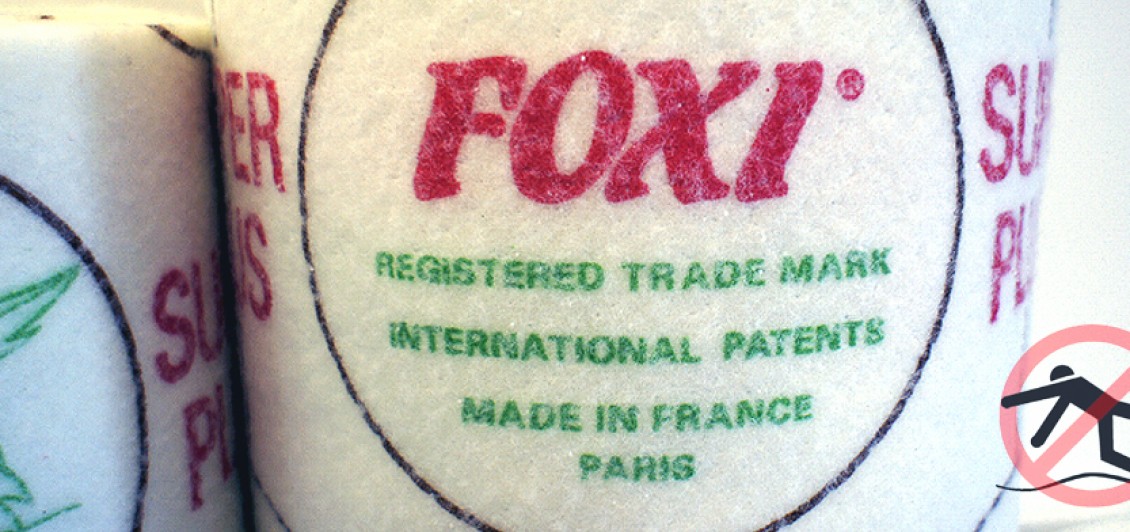 FOXI®
REGISTERED TRADE MARK
INTERNATIONAL PATENTS
MADE IN FRANCE
PARIS